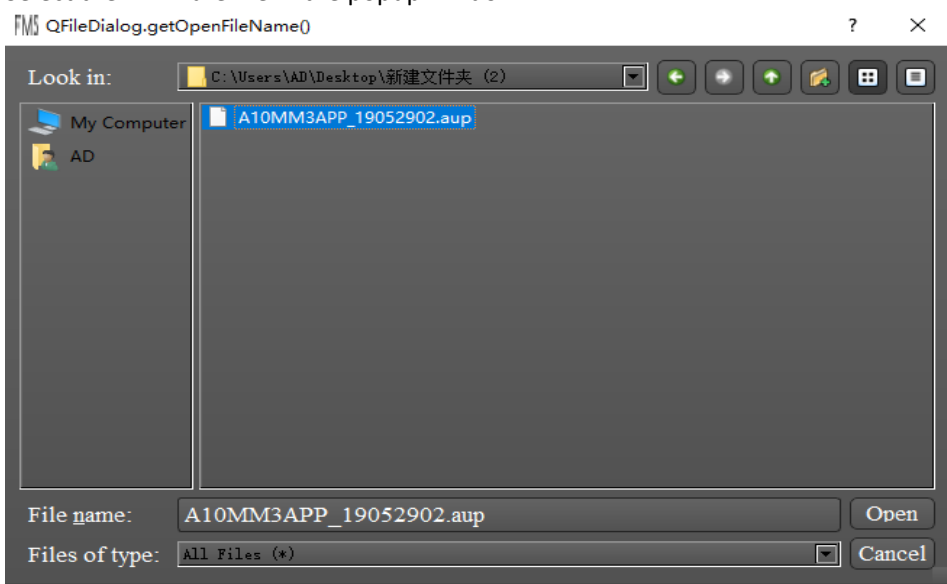 FMS QFileDialog.getOpenFileName() ?
Look in: C:\Users\AD\Desktop\新建文件夹 (2)
My Computer
AD
A10MM3APP_19052902.aup
File name: A10MM3APP_19052902.aup Open
Files of type: All Files (*) Cancel